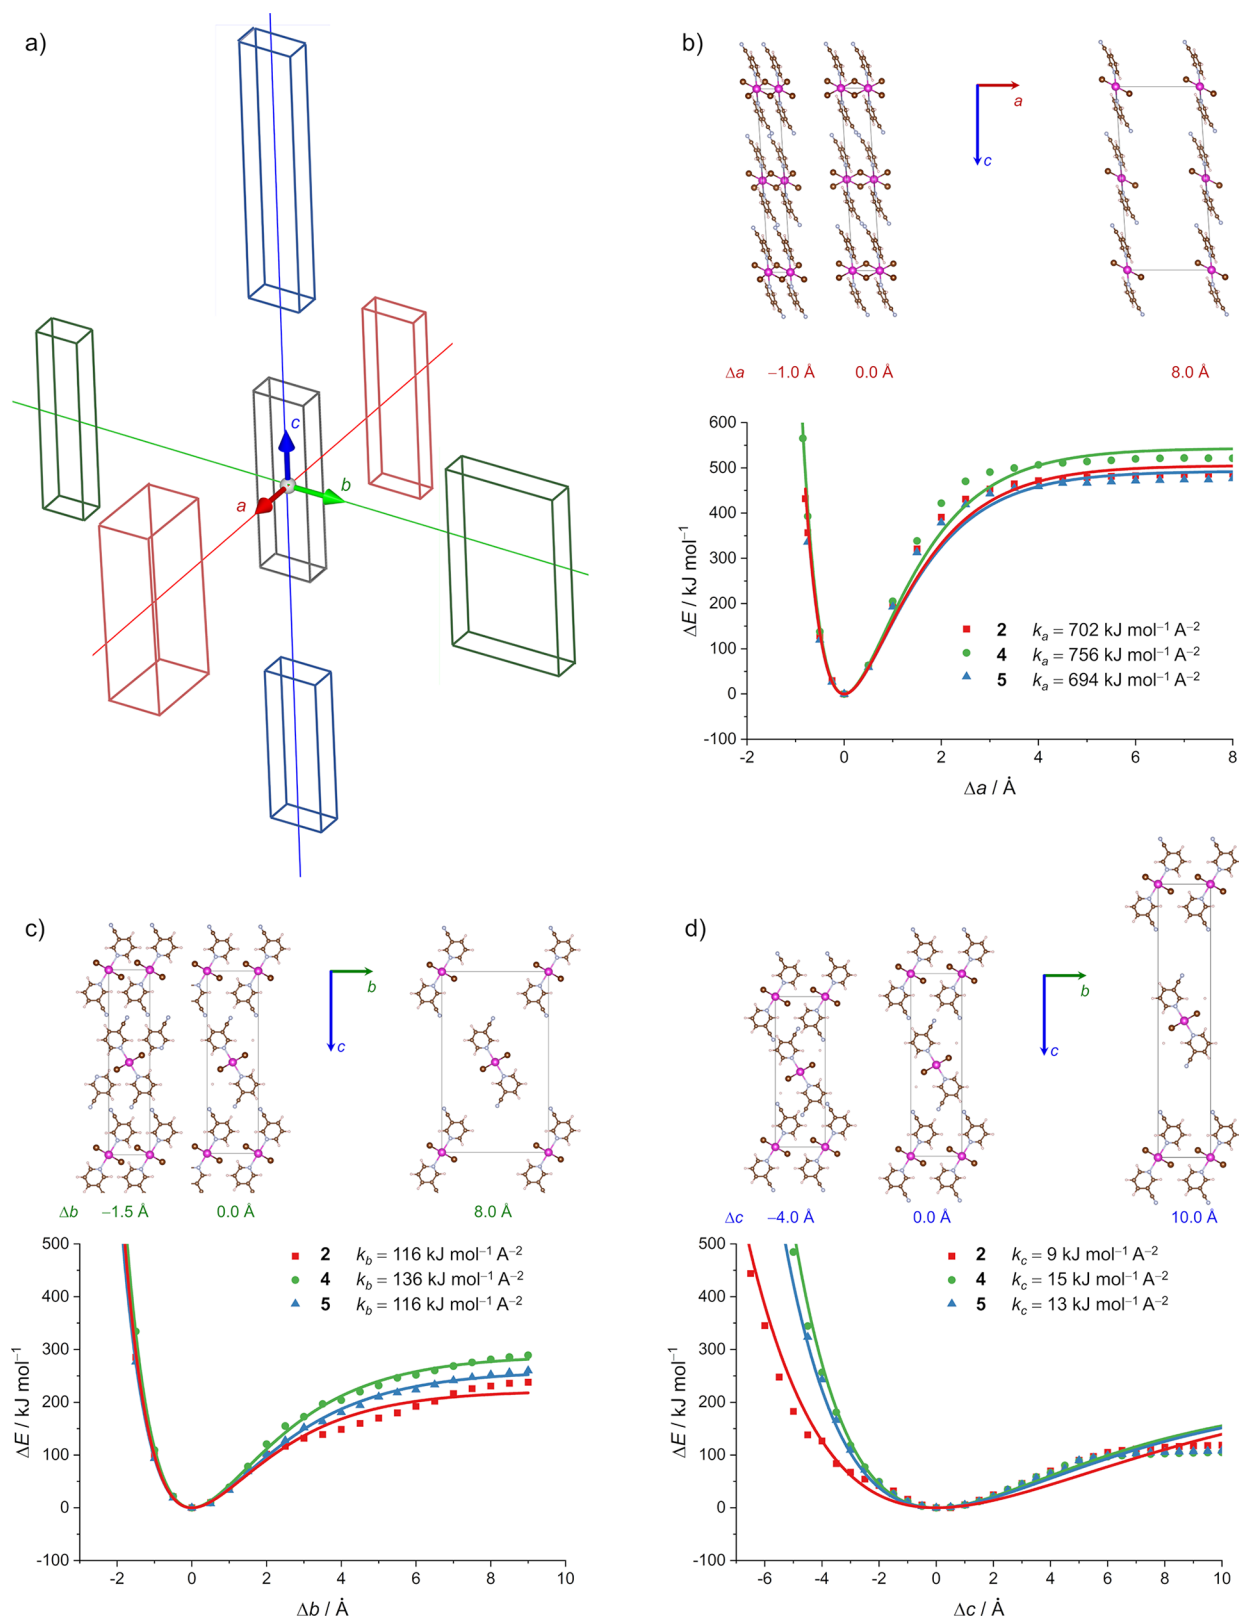 a)
c
b
a
b)
a
c
Δa −1.0 Å 0.0 Å 8.0 Å
600
500
400
300
200
100
0
-100
ΔE / kJ mol⁻¹
2 kₐ = 702 kJ mol⁻¹ A⁻²
4 kₐ = 756 kJ mol⁻¹ A⁻²
5 kₐ = 694 kJ mol⁻¹ A⁻²
-2 0 2 4 6 8
Δa / Å
c)
b
c
Δb −1.5 Å 0.0 Å 8.0 Å
500
400
300
200
100
0
-100
ΔE / kJ mol⁻¹
2 k_b = 116 kJ mol⁻¹ A⁻²
4 k_b = 136 kJ mol⁻¹ A⁻²
5 k_b = 116 kJ mol⁻¹ A⁻²
-2 0 2 4 6 8 10
Δb / Å
d)
b
c
Δc −4.0 Å 0.0 Å 10.0 Å
500
400
300
200
100
0
-100
ΔE / kJ mol⁻¹
2 k_c = 9 kJ mol⁻¹ A⁻²
4 k_c = 15 kJ mol⁻¹ A⁻²
5 k_c = 13 kJ mol⁻¹ A⁻²
-6 -4 -2 0 2 4 6 8 10
Δc / Å